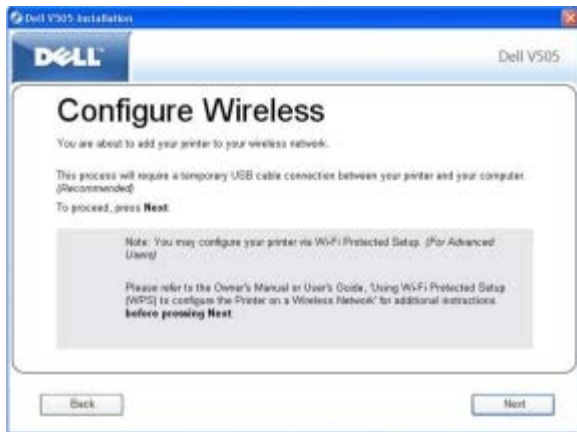 Dell V505 Installation
DELL
Dell V505
Configure Wireless
You are about to add your printer to your wireless network.
This process will require a temporary USB cable connection between your printer and your computer.
(Recommended)
To proceed, press Next
Note: You may configure your printer via Wi-Fi Protected Setup. (For Advanced
Users)
Please refer to the Owner's Manual or User's Guide, 'Using Wi-Fi Protected Setup
(WPS) to configure the Printer on a Wireless Network' for additional instructions
before pressing Next.
Back
Next